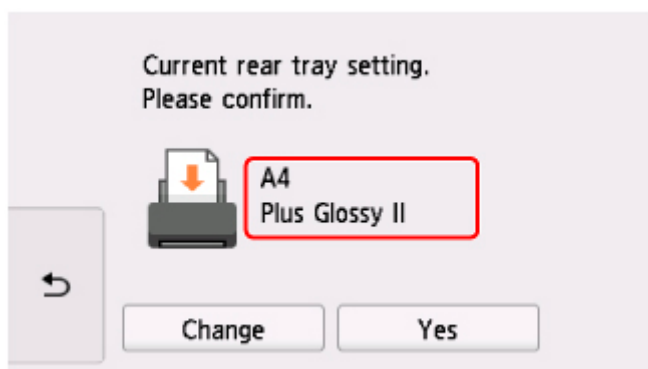 Current rear tray setting.
Please confirm.
A4
Plus Glossy II
Change
Yes